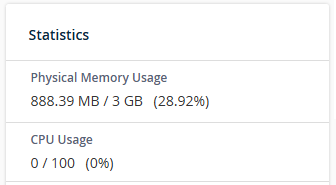 Statistics
Physical Memory Usage
888.39 MB / 3 GB (28.92%)
CPU Usage
0 / 100 (0%)